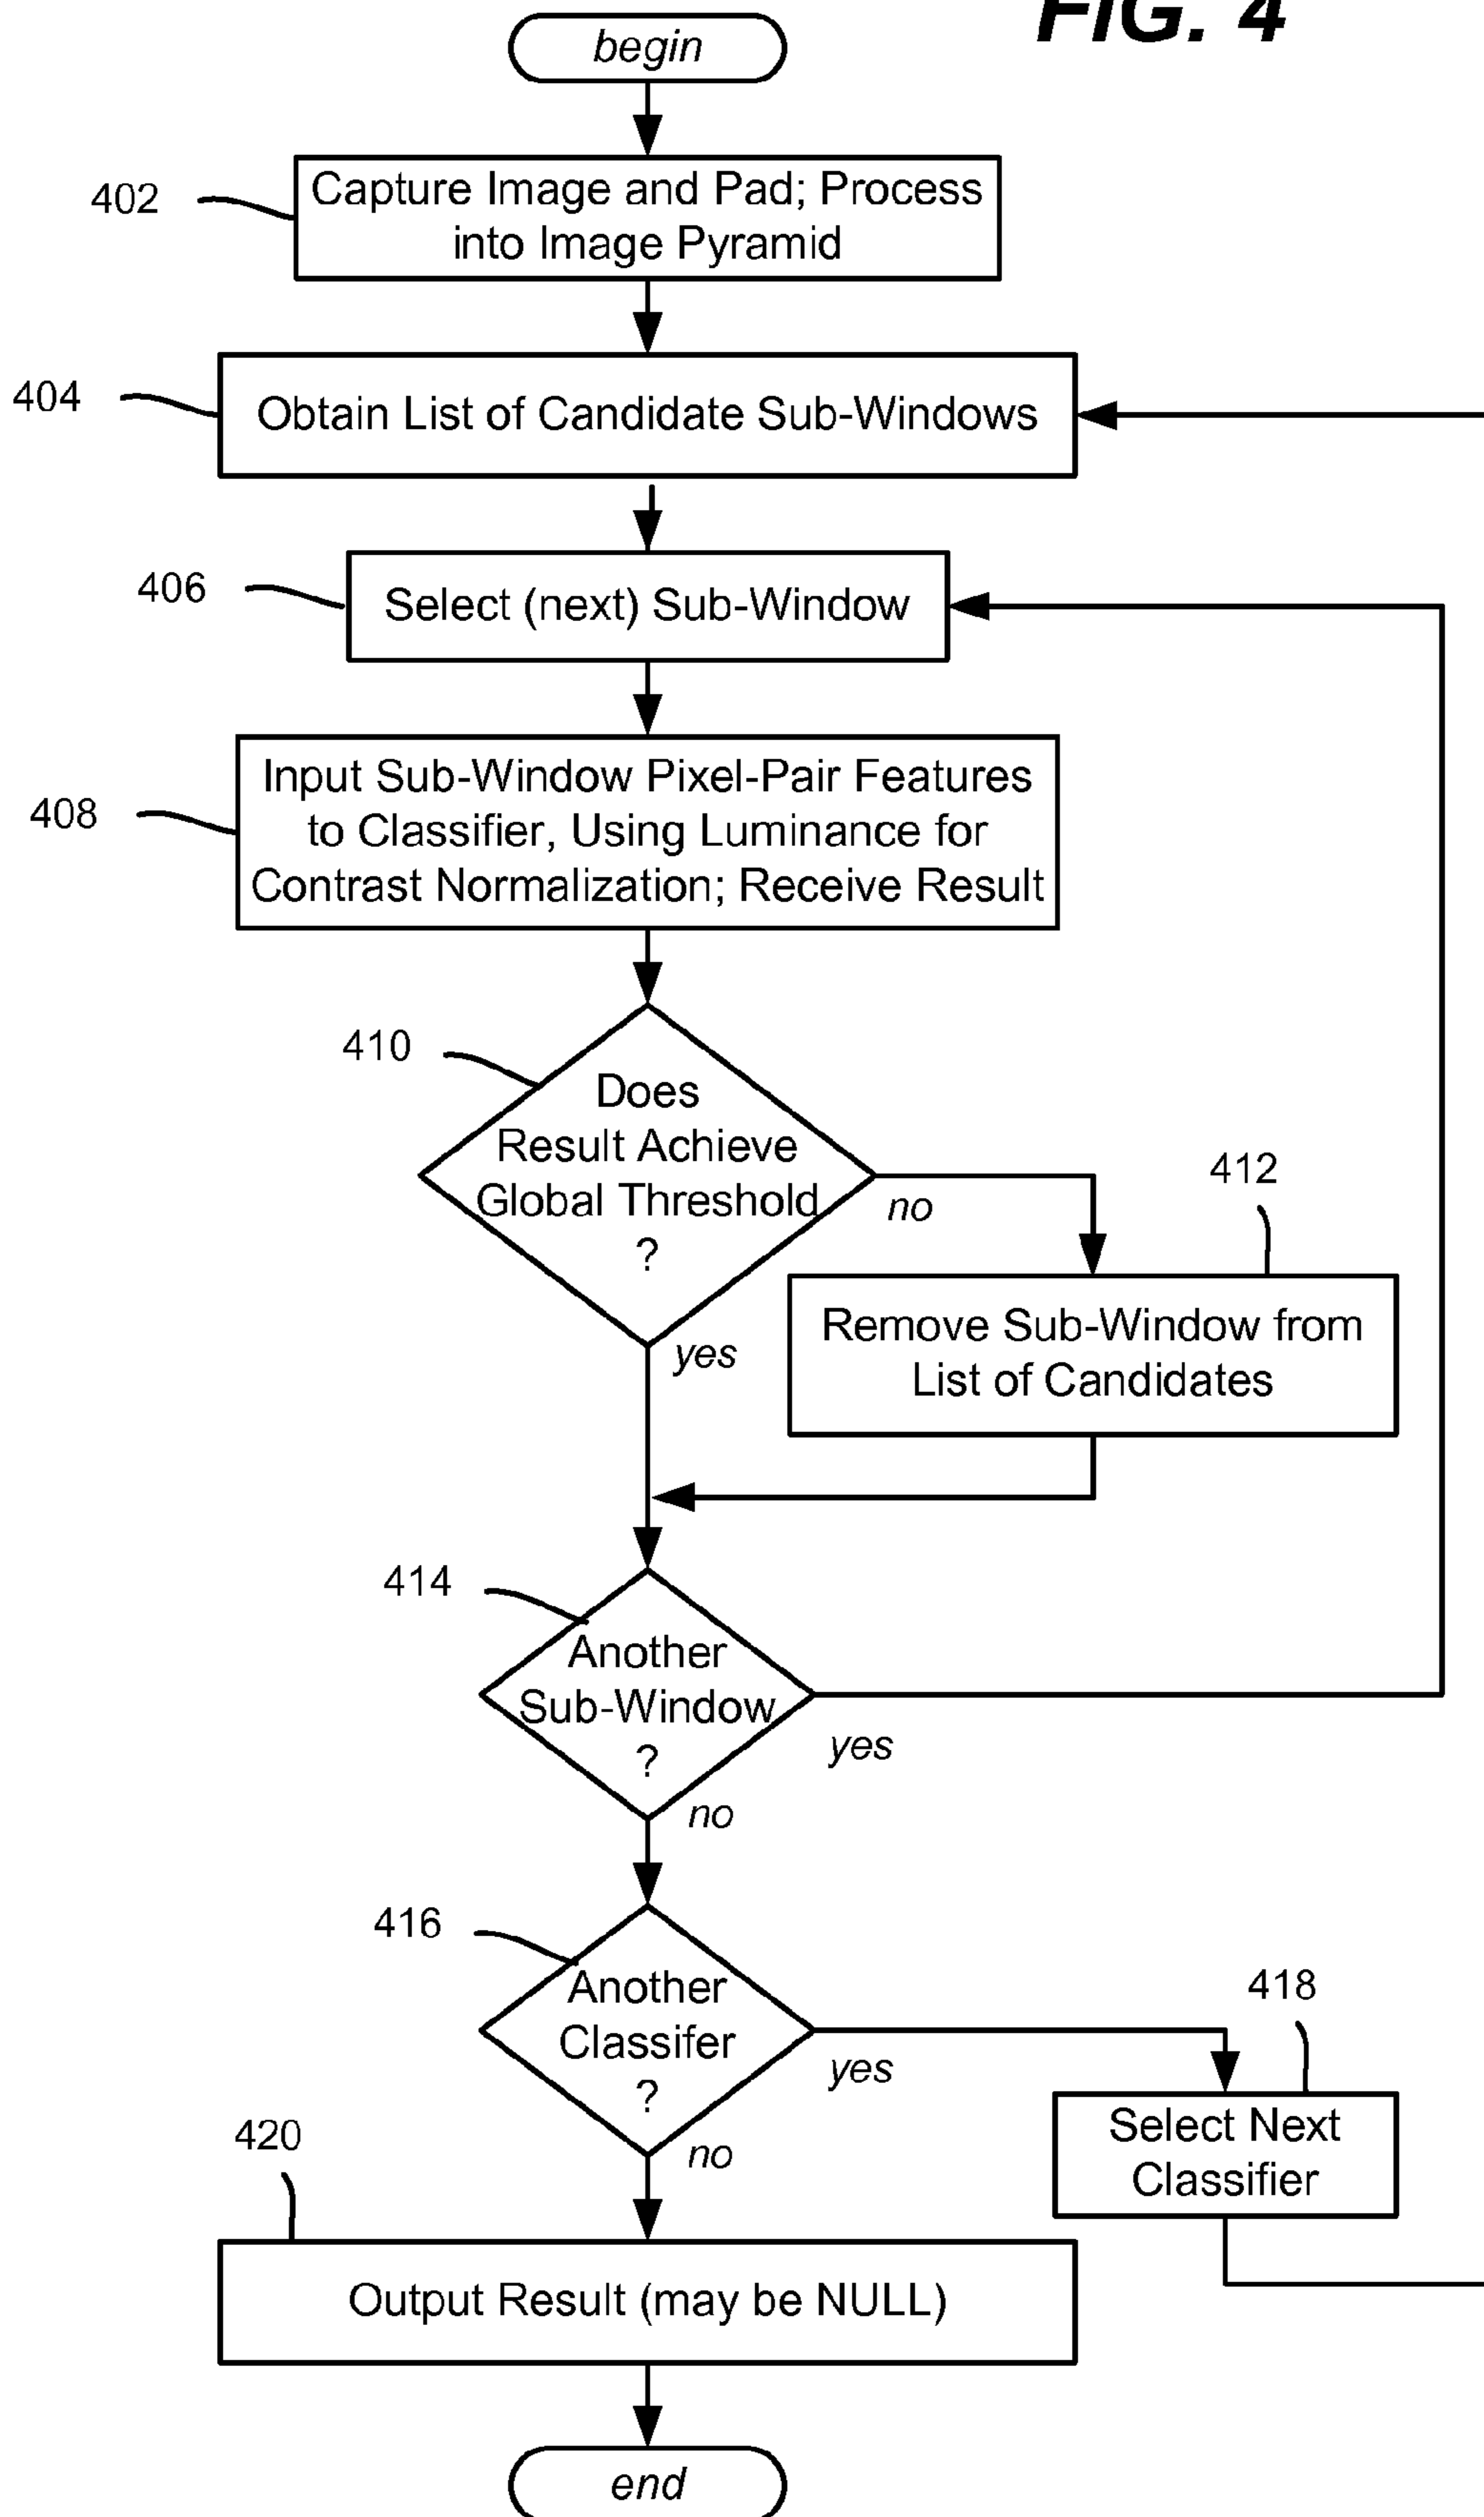 FIG. 4
begin
402
Capture Image and Pad; Process
into Image Pyramid
404
Obtain List of Candidate Sub-Windows
406
Select (next) Sub-Window
408
Input Sub-Window Pixel-Pair Features
to Classifier, Using Luminance for
Contrast Normalization; Receive Result
410
Does
Result Achieve
Global Threshold
?
no
412
yes
Remove Sub-Window from
List of Candidates
414
Another
Sub-Window
?
yes
no
416
Another
Classifer
?
yes
no
418
Select Next
Classifier
420
Output Result (may be NULL)
end